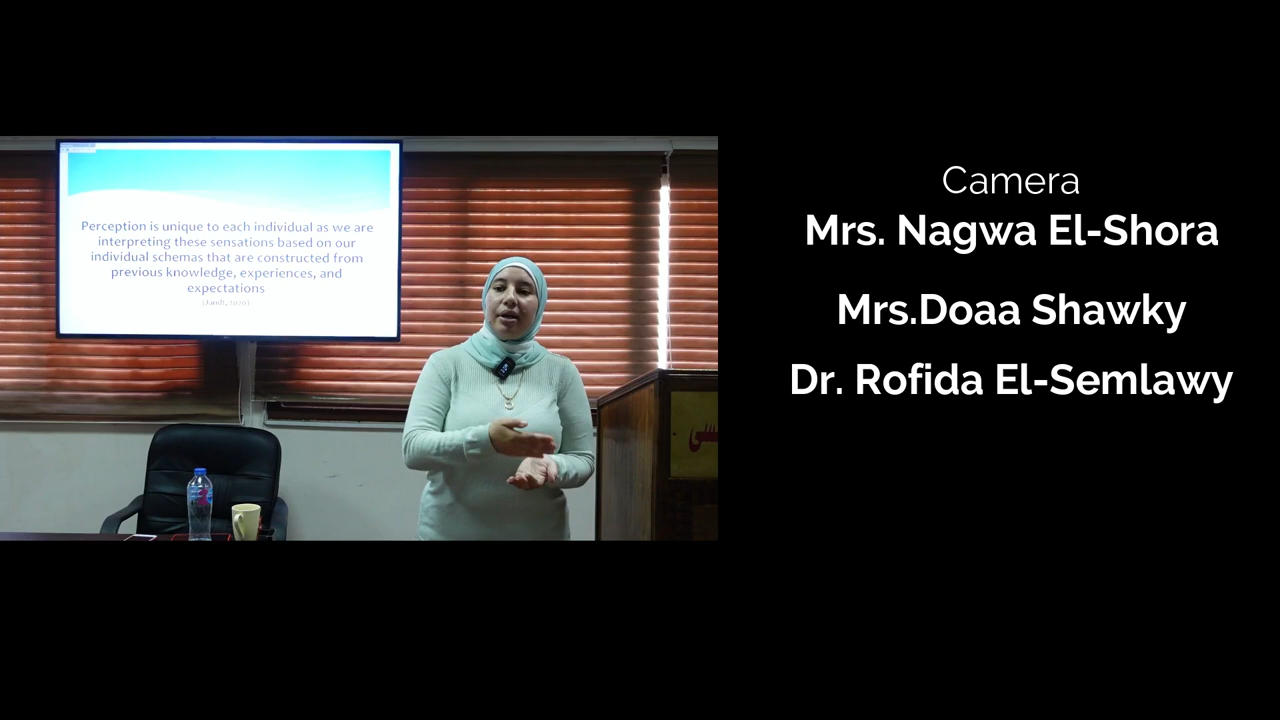 Perception is unique to each individual as we are
interpreting these sensations based on our
individual schemas that are constructed from
previous knowledge, experiences, and
expectations
(Jandt, 2020)
Camera
Mrs. Nagwa El-Shora
Mrs.Doaa Shawky
Dr. Rofida El-Semlawy